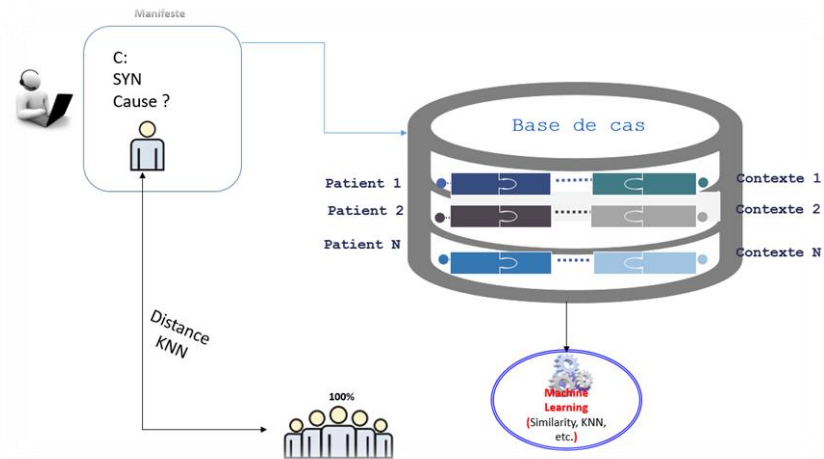 Manifeste
C:
SYN
Cause ?
Base de cas
Patient 1
Contexte 1
Patient 2
Contexte 2
Patient N
Contexte N
Distance
KNN
100%
Machine
Learning
(Similarity, KNN,
etc.)